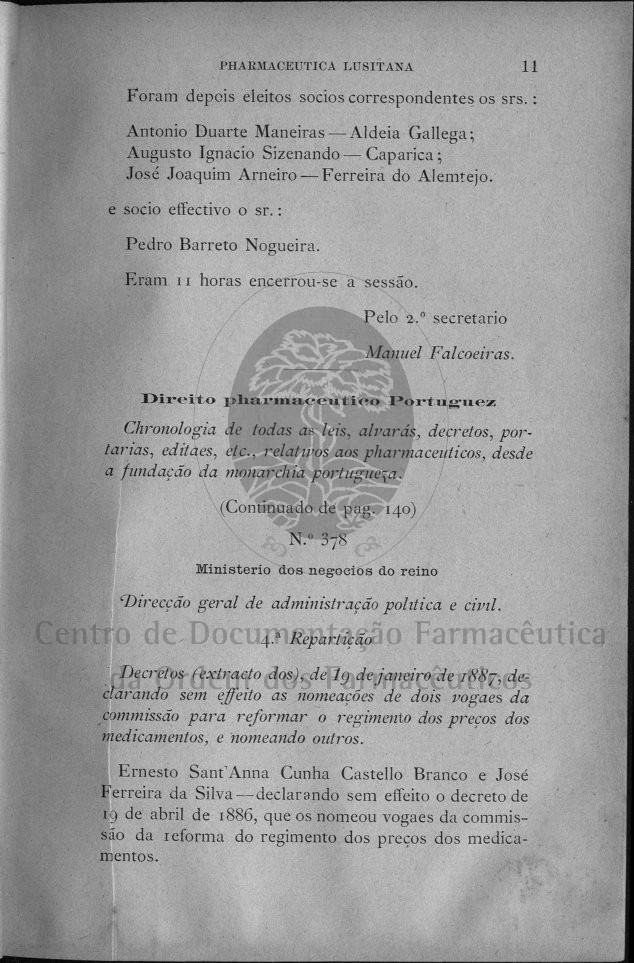 PHARMACEUTICA LUSITANA 11
Foram depois eleitos socios correspondentes os srs.:
Antonio Duarte Maneiras — Aldeia Gallega;
Augusto Ignacio Sizenando — Caparica;
José Joaquim Arneiro — Ferreira do Alemtejo.
e socio effectivo o sr.:
Pedro Barreto Nogueira.
Eram 11 horas encerrou-se a sessão.
Pelo 2.º secretario
Manuel Falcoeiras.
Direito pharmaceutico Portuguez
Chronologia de todas as leis, alvarás, decretos, por-
tarias, editaes, etc., relativos aos pharmaceuticos, desde
a fundação da monarchia portugueza.
(Continuado de pag. 140)
N.º 378
Ministerio dos negocios do reino
Direcção geral de administração politica e civil.
4.ª Repartição
Centro de Documentação Farmacêutica
da Ordem dos Farmacêuticos
Decretos (extracto dos), de 19 de janeiro de 1887, de-
clarando sem effeito as nomeações de dois vogaes da
commissão para reformar o regimento dos preços dos
medicamentos, e nomeando outros.
Ernesto Sant'Anna Cunha Castello Branco e José
Ferreira da Silva — declarando sem effeito o decreto de
19 de abril de 1886, que os nomeou vogaes da commis-
são da reforma do regimento dos preços dos medica-
mentos.